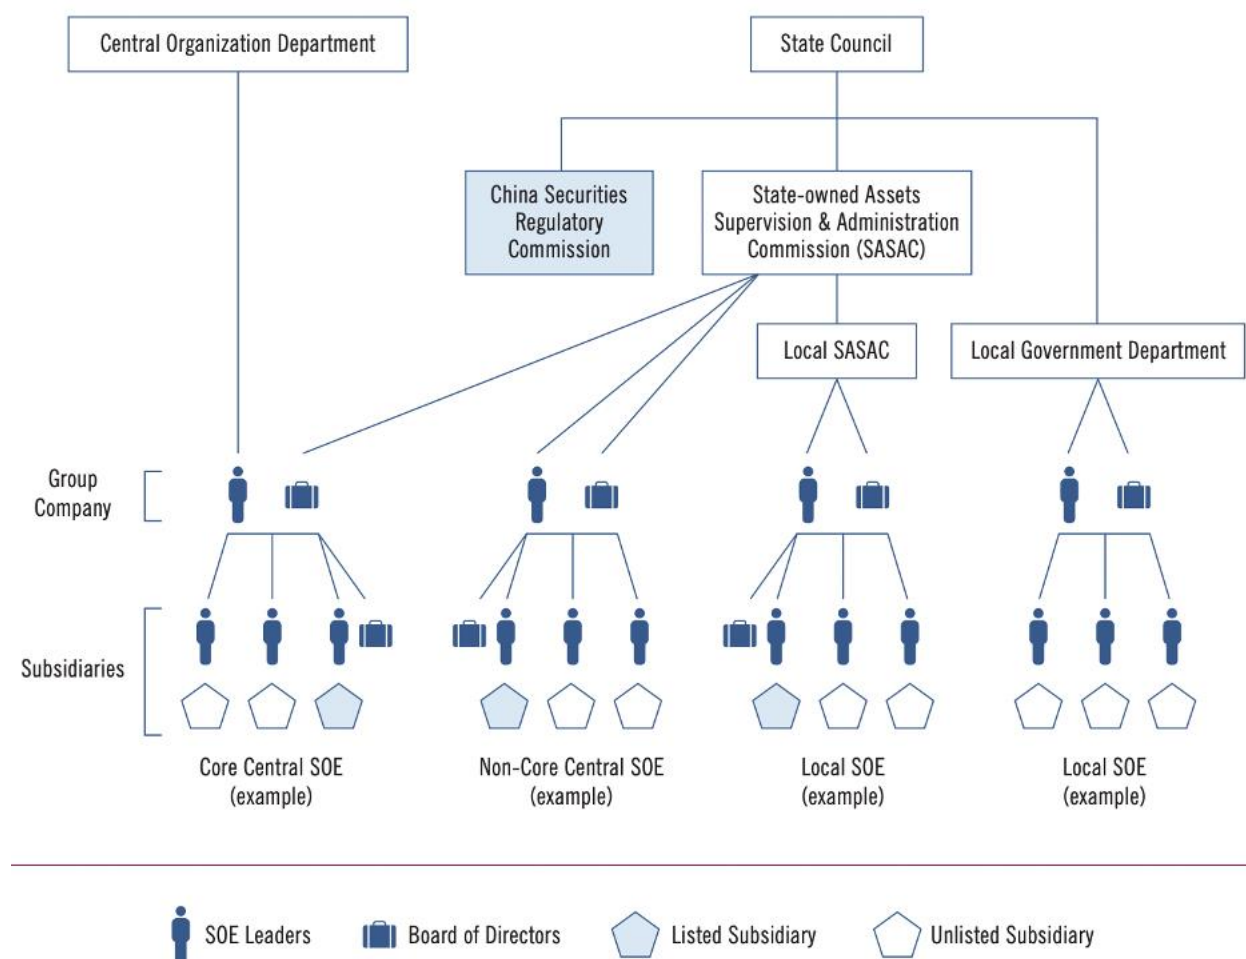 Central Organization Department
State Council
China Securities
Regulatory
Commission
State-owned Assets
Supervision & Administration
Commission (SASAC)
Local SASAC
Local Government Department
Group
Company
Subsidiaries
Core Central SOE
(example)
Non-Core Central SOE
(example)
Local SOE
(example)
Local SOE
(example)
SOE Leaders
Board of Directors
Listed Subsidiary
Unlisted Subsidiary